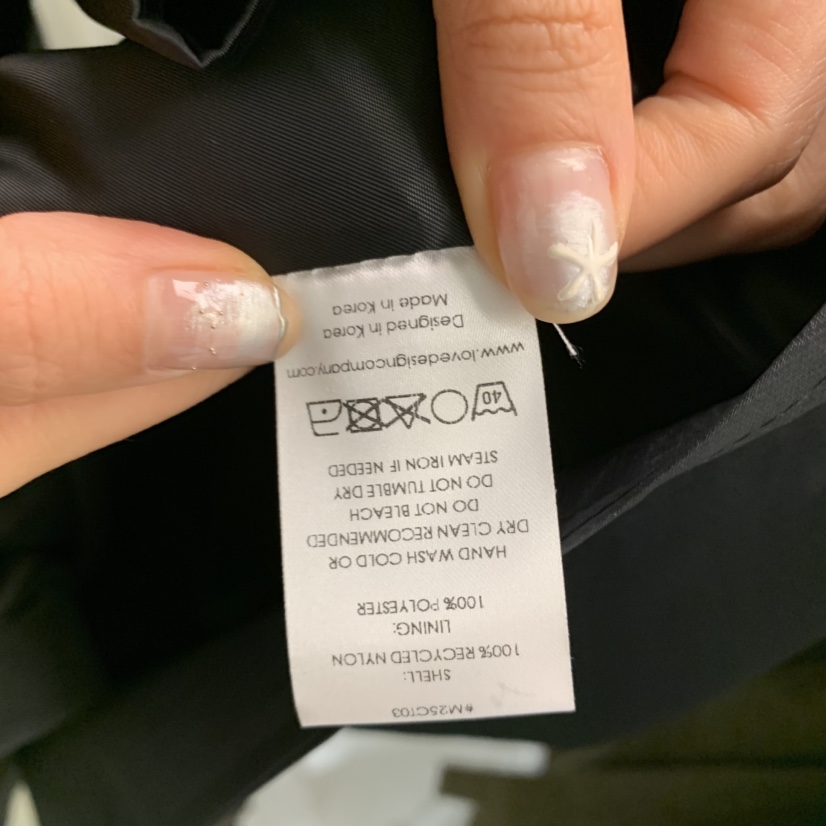 #M25CT03
SHELL:
100% RECYCLED NYLON
LINING:
100% POLYESTER
HAND WASH COLD OR
DRY CLEAN RECOMMENDED
DO NOT BLEACH
DO NOT TUMBLE DRY
STEAM IRON IF NEEDED
40
www.lovedesigncompany.com
Designed in Korea
Made in Korea